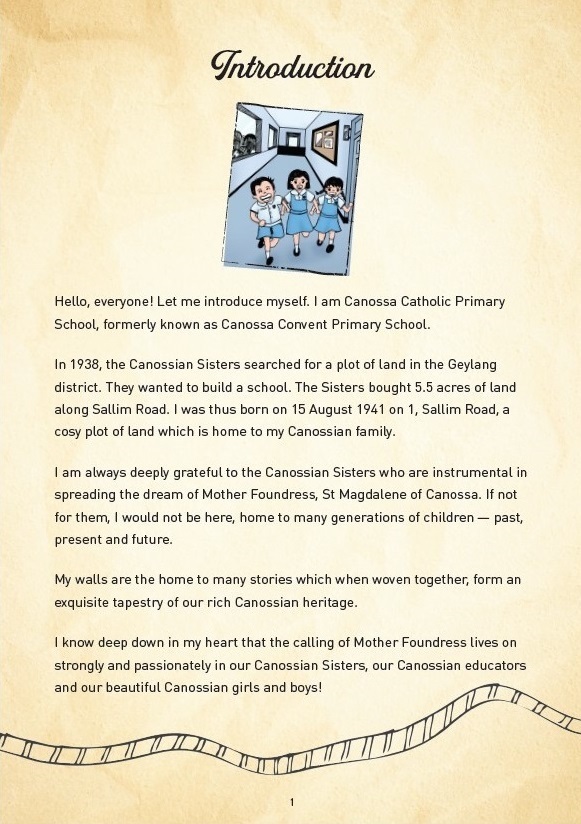 Introduction
Hello, everyone! Let me introduce myself. I am Canossa Catholic Primary
School, formerly known as Canossa Convent Primary School.
In 1938, the Canossian Sisters searched for a plot of land in the Geylang
district. They wanted to build a school. The Sisters bought 5.5 acres of land
along Sallim Road. I was thus born on 15 August 1941 on 1, Sallim Road, a
cosy plot of land which is home to my Canossian family.
I am always deeply grateful to the Canossian Sisters who are instrumental in
spreading the dream of Mother Foundress, St Magdalene of Canossa. If not
for them, I would not be here, home to many generations of children — past,
present and future.
My walls are the home to many stories which when woven together, form an
exquisite tapestry of our rich Canossian heritage.
I know deep down in my heart that the calling of Mother Foundress lives on
strongly and passionately in our Canossian Sisters, our Canossian educators
and our beautiful Canossian girls and boys!
1